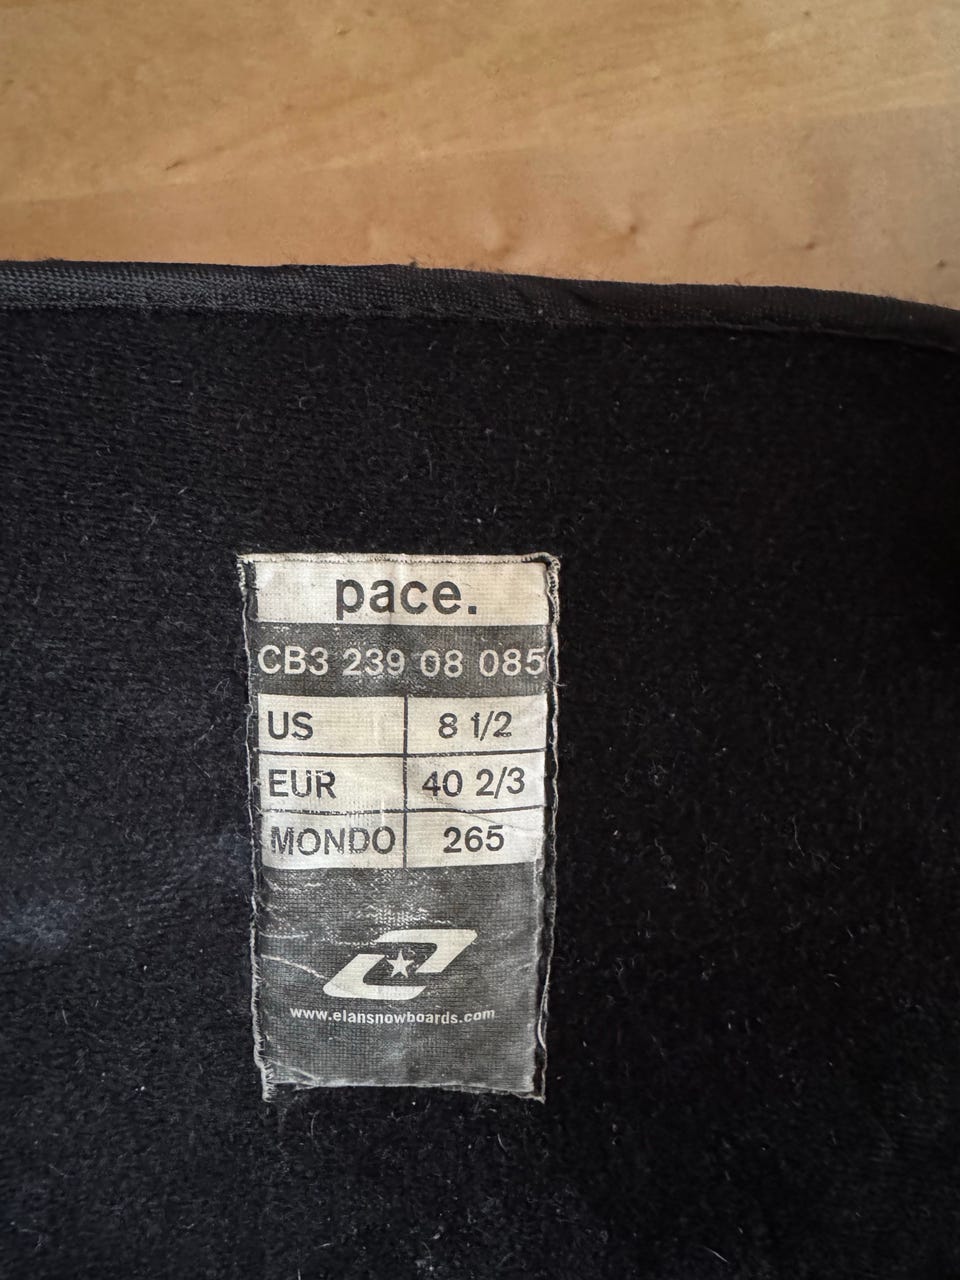 pace.
CB3 239 08 085
US 8 1/2
EUR 40 2/3
MONDO 265
www.elansnowboards.com